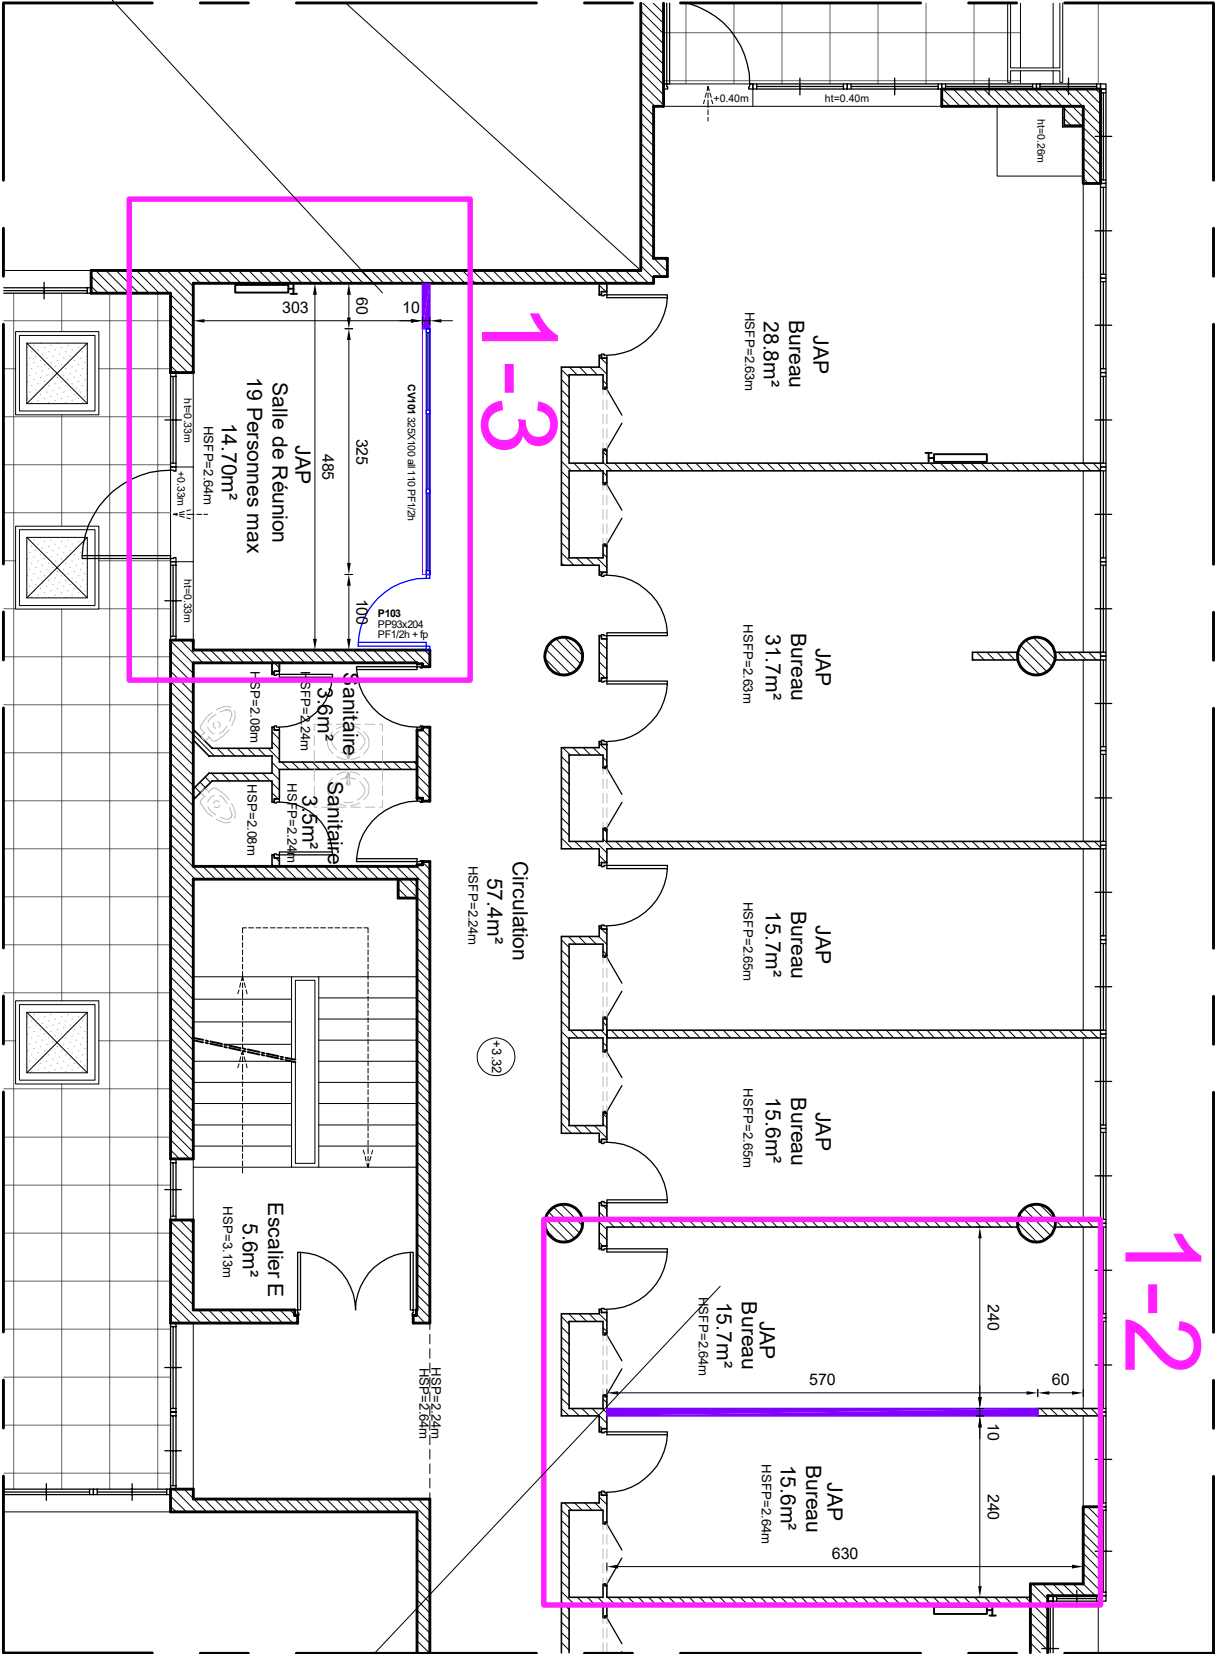 +0.40m
ht=0.40m
ht=0.26m
JAP
Bureau
28.8m²
HSFP=2.63m
1-3
303
60
10
CV101 325X100 all 110 PF1/2h
325
485
JAP
Salle de Réunion
19 Personnes max
14.70m²
HSFP=2.64m
ht=0.33m
+0.33m
ht=0.33m
100
P103
PP93x204
PF1/2h + fp
JAP
Bureau
31.7m²
HSFP=2.63m
Sanitaire
3.6m²
HSFP=2.24m
HSP=2.08m
Sanitaire
3.5m²
HSFP=2.24m
HSP=2.08m
Circulation
57.4m²
HSFP=2.24m
JAP
Bureau
15.7m²
HSFP=2.65m
+3.32
JAP
Bureau
15.6m²
HSFP=2.65m
Escalier E
5.6m²
HSP=3.13m
1-2
240
JAP
Bureau
15.7m²
HSFP=2.64m
570
60
10
HSP=2.24m
HSP=2.64m
JAP
Bureau
15.6m²
HSFP=2.64m
240
630